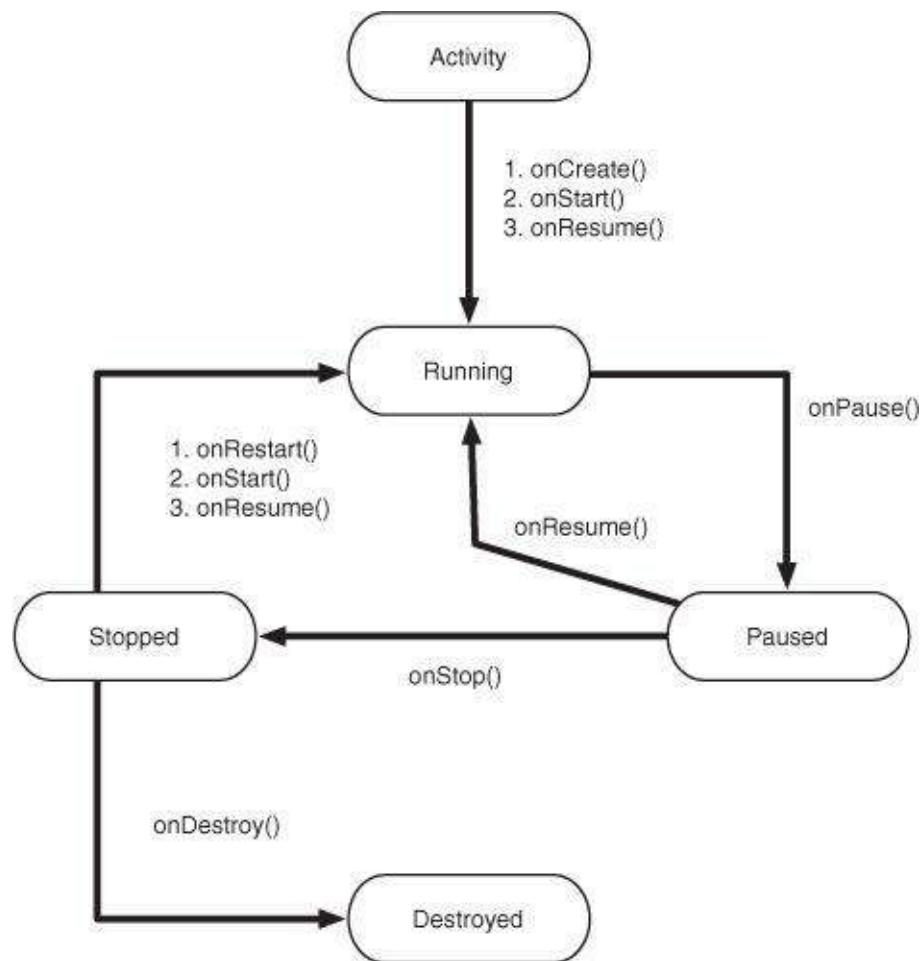 Activity
1. onCreate()
2. onStart()
3. onResume()
Running
onPause()
1. onRestart()
2. onStart()
3. onResume()
onResume()
Stopped
Paused
onStop()
onDestroy()
Destroyed